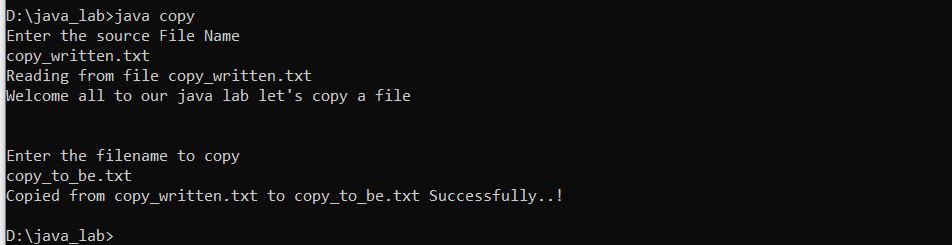 D:\java_lab>java copy
Enter the source File Name
copy_written.txt
Reading from file copy_written.txt
Welcome all to our java lab let's copy a file
Enter the filename to copy
copy_to_be.txt
Copied from copy_written.txt to copy_to_be.txt Successfully..!
D:\java_lab>